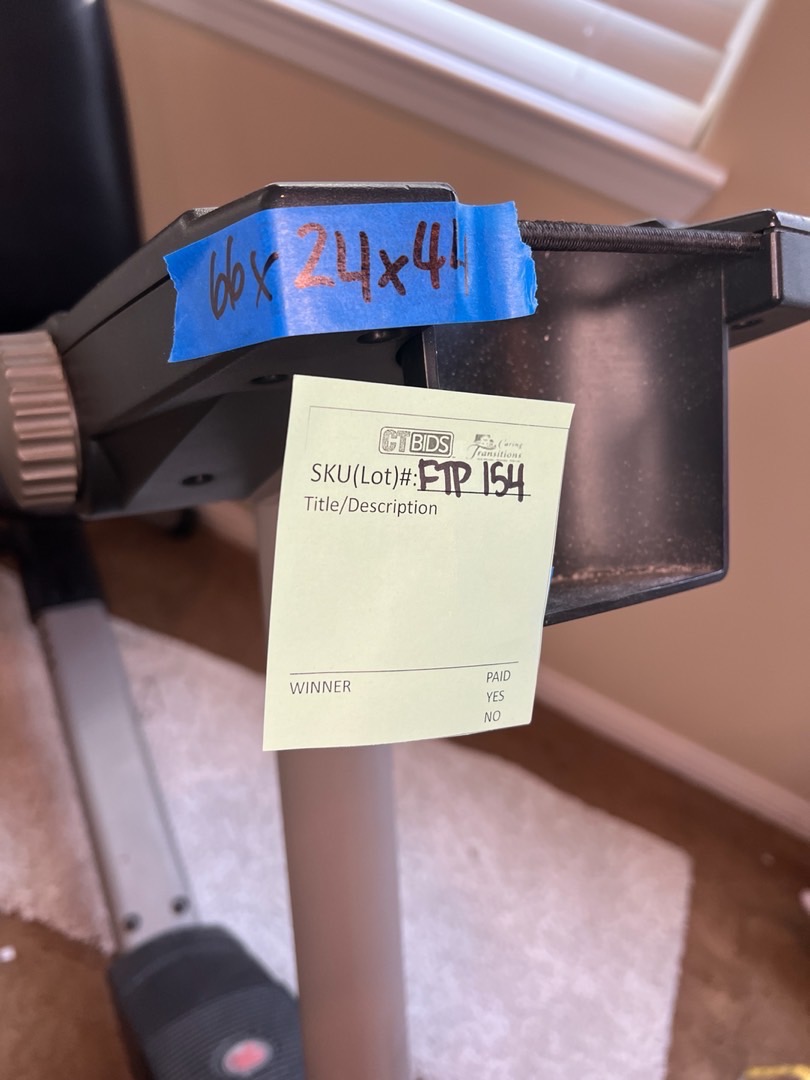 66x 24x44
CTBIDS Caring Transitions
SKU(Lot)#: FTP 154
Title/Description
WINNER
PAID
YES
NO